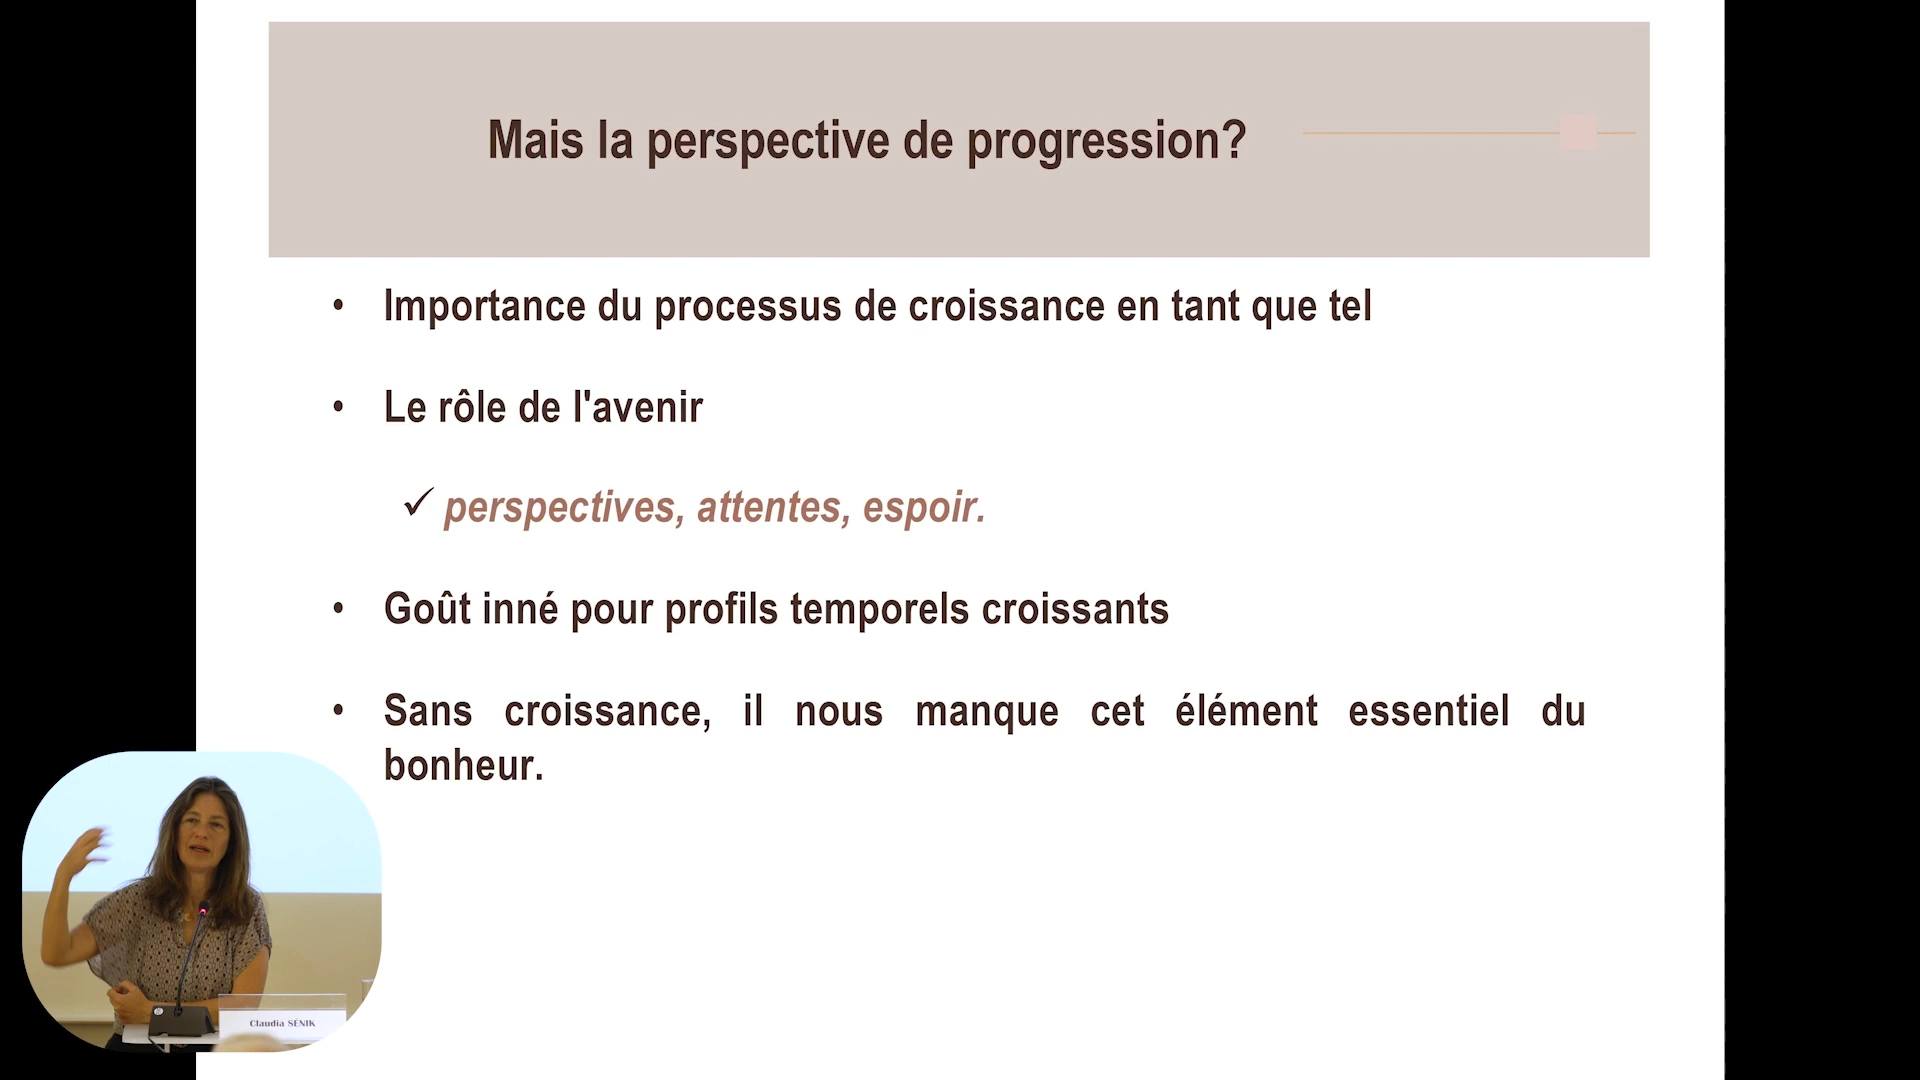 Mais la perspective de progression?
• Importance du processus de croissance en tant que tel
• Le rôle de l'avenir
✓ perspectives, attentes, espoir.
• Goût inné pour profils temporels croissants
• Sans croissance, il nous manque cet élément essentiel du
bonheur.
Claudia SÉNIK